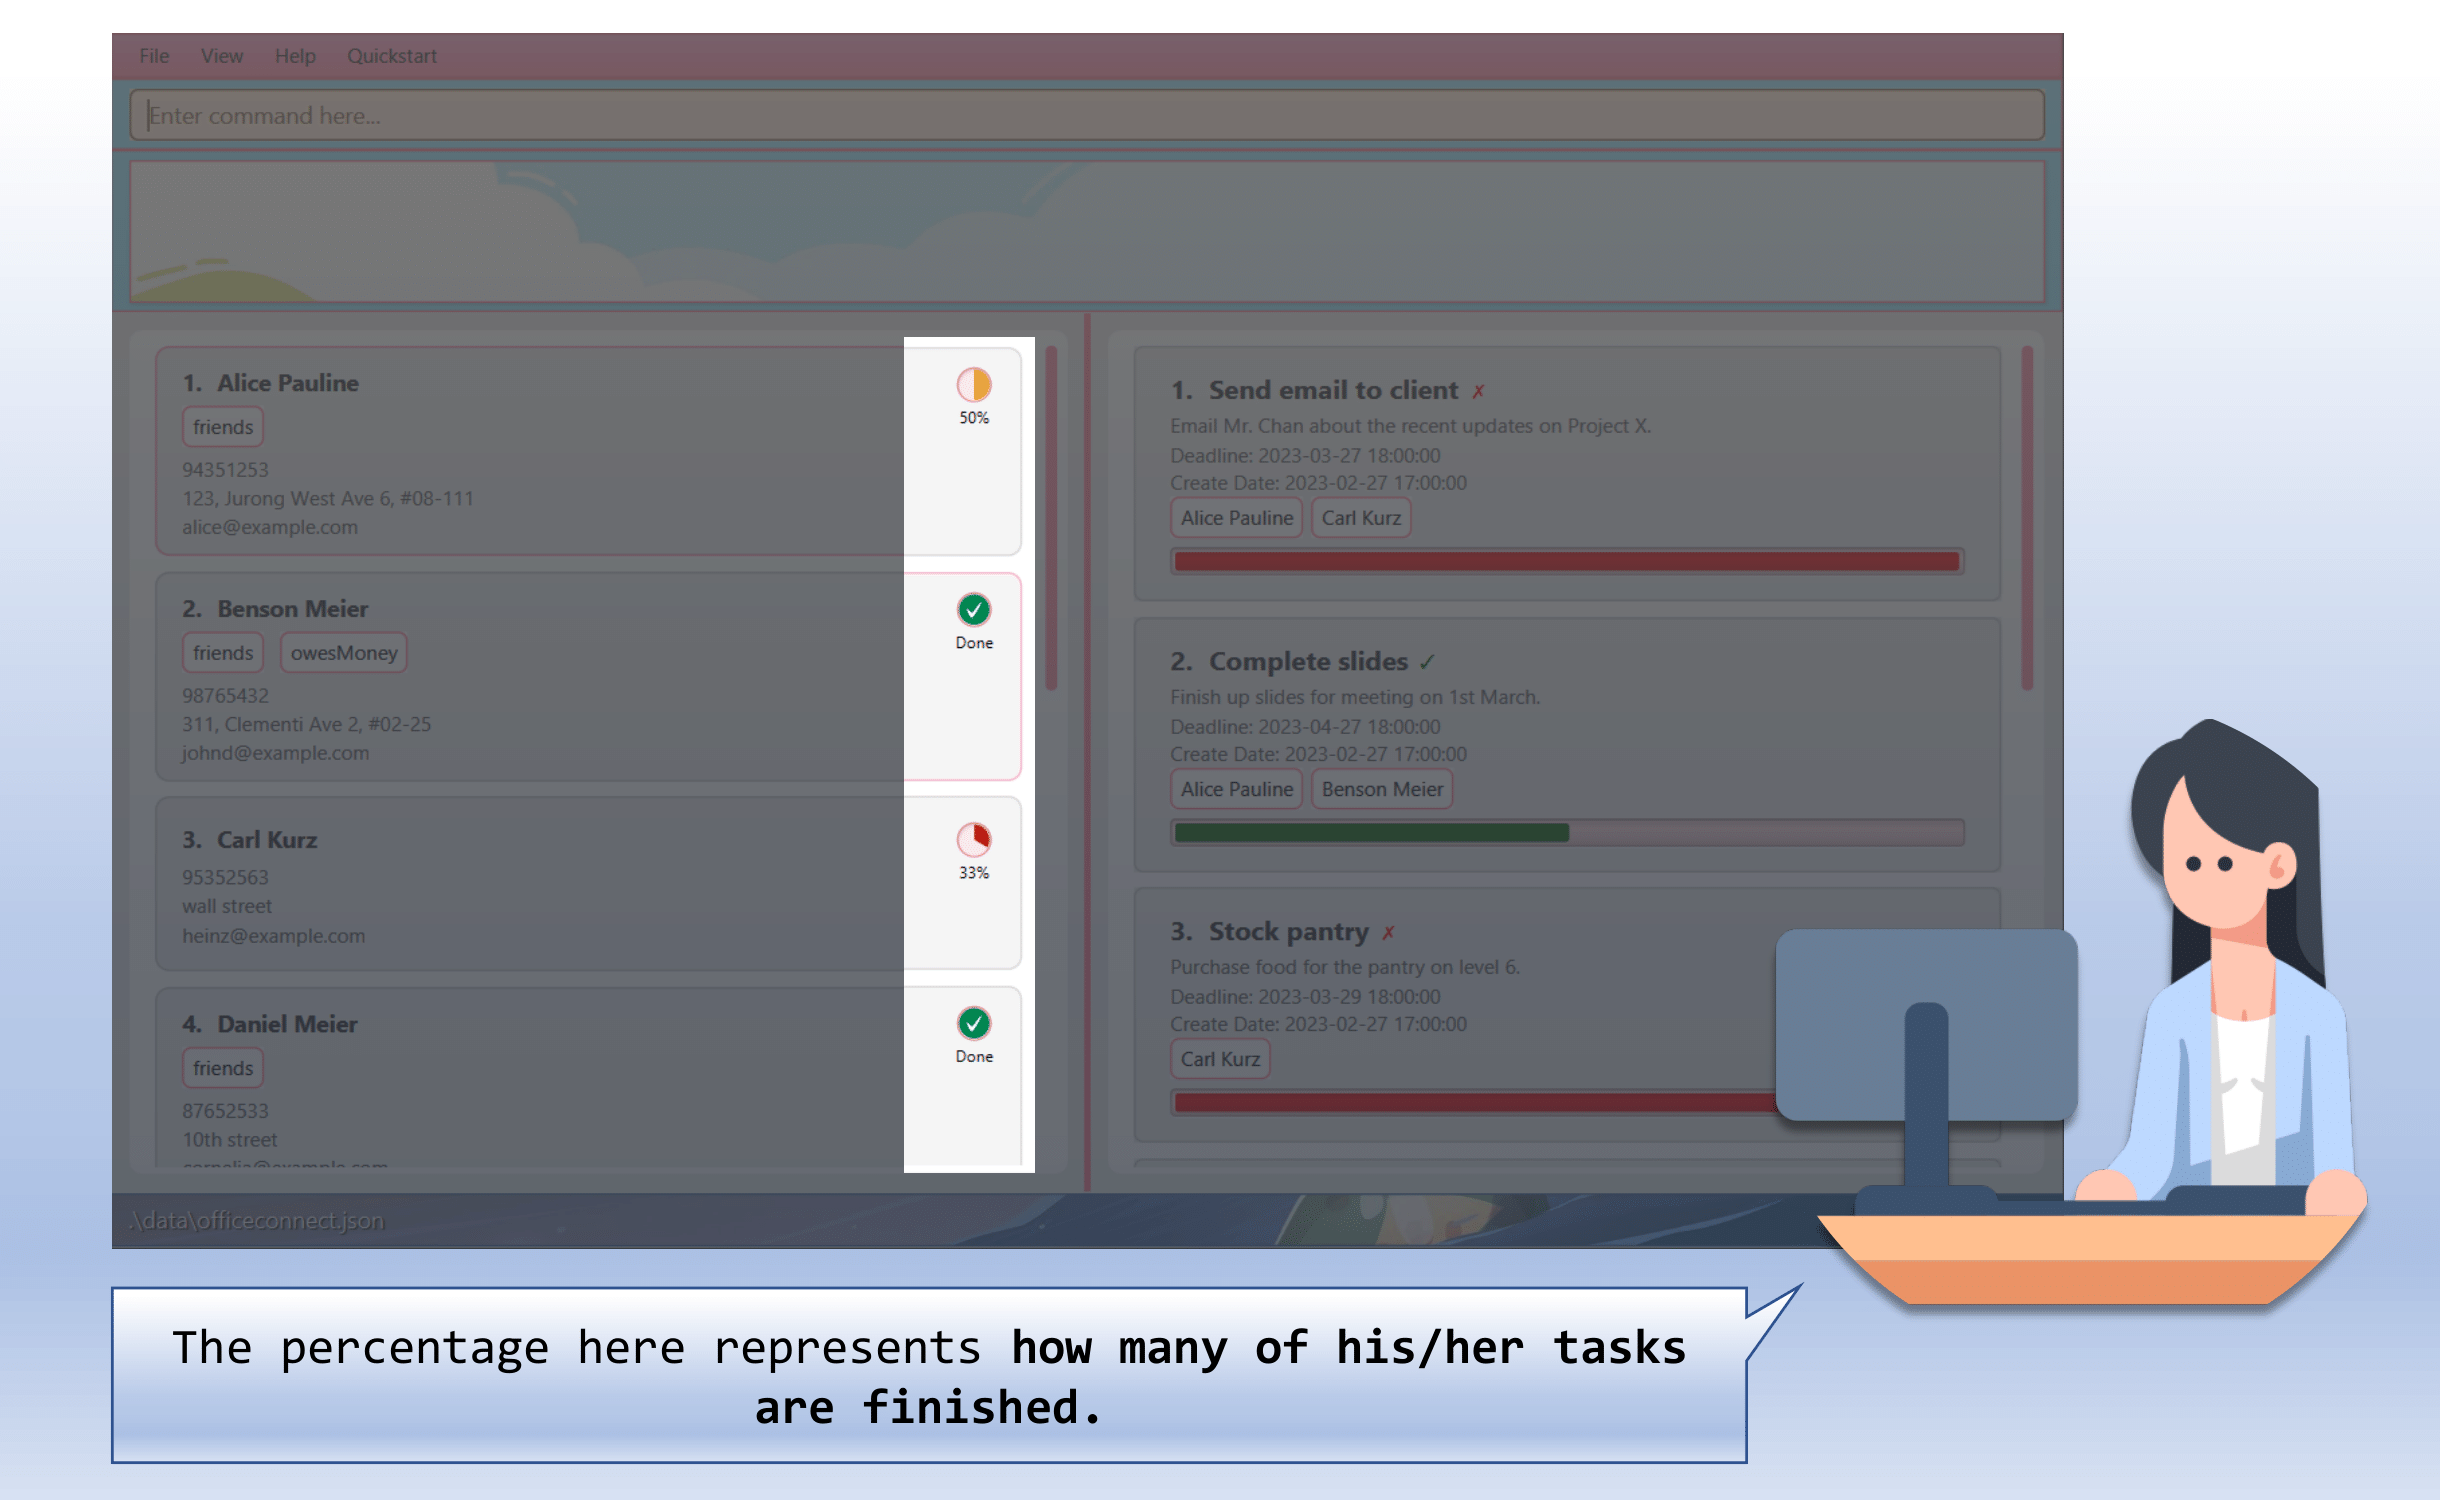 File View Help Quickstart
Enter command here...
1. Alice Pauline
friends
94351253
123, Jurong West Ave 6, #08-111
alice@example.com
50%
2. Benson Meier
friends owesMoney
98765432
311, Clementi Ave 2, #02-25
johnd@example.com
Done
3. Carl Kurz
95352563
wall street
heinz@example.com
33%
4. Daniel Meier
friends
87652533
10th street
cornelia@example.com
Done
1. Send email to client ✗
Email Mr. Chan about the recent updates on Project X.
Deadline: 2023-03-27 18:00:00
Create Date: 2023-02-27 17:00:00
Alice Pauline Carl Kurz
2. Complete slides ✓
Finish up slides for meeting on 1st March.
Deadline: 2023-04-27 18:00:00
Create Date: 2023-02-27 17:00:00
Alice Pauline Benson Meier
3. Stock pantry ✗
Purchase food for the pantry on level 6.
Deadline: 2023-03-29 18:00:00
Create Date: 2023-02-27 17:00:00
Carl Kurz
.\data\officeconnect.json
The percentage here represents how many of his/her tasks
are finished.